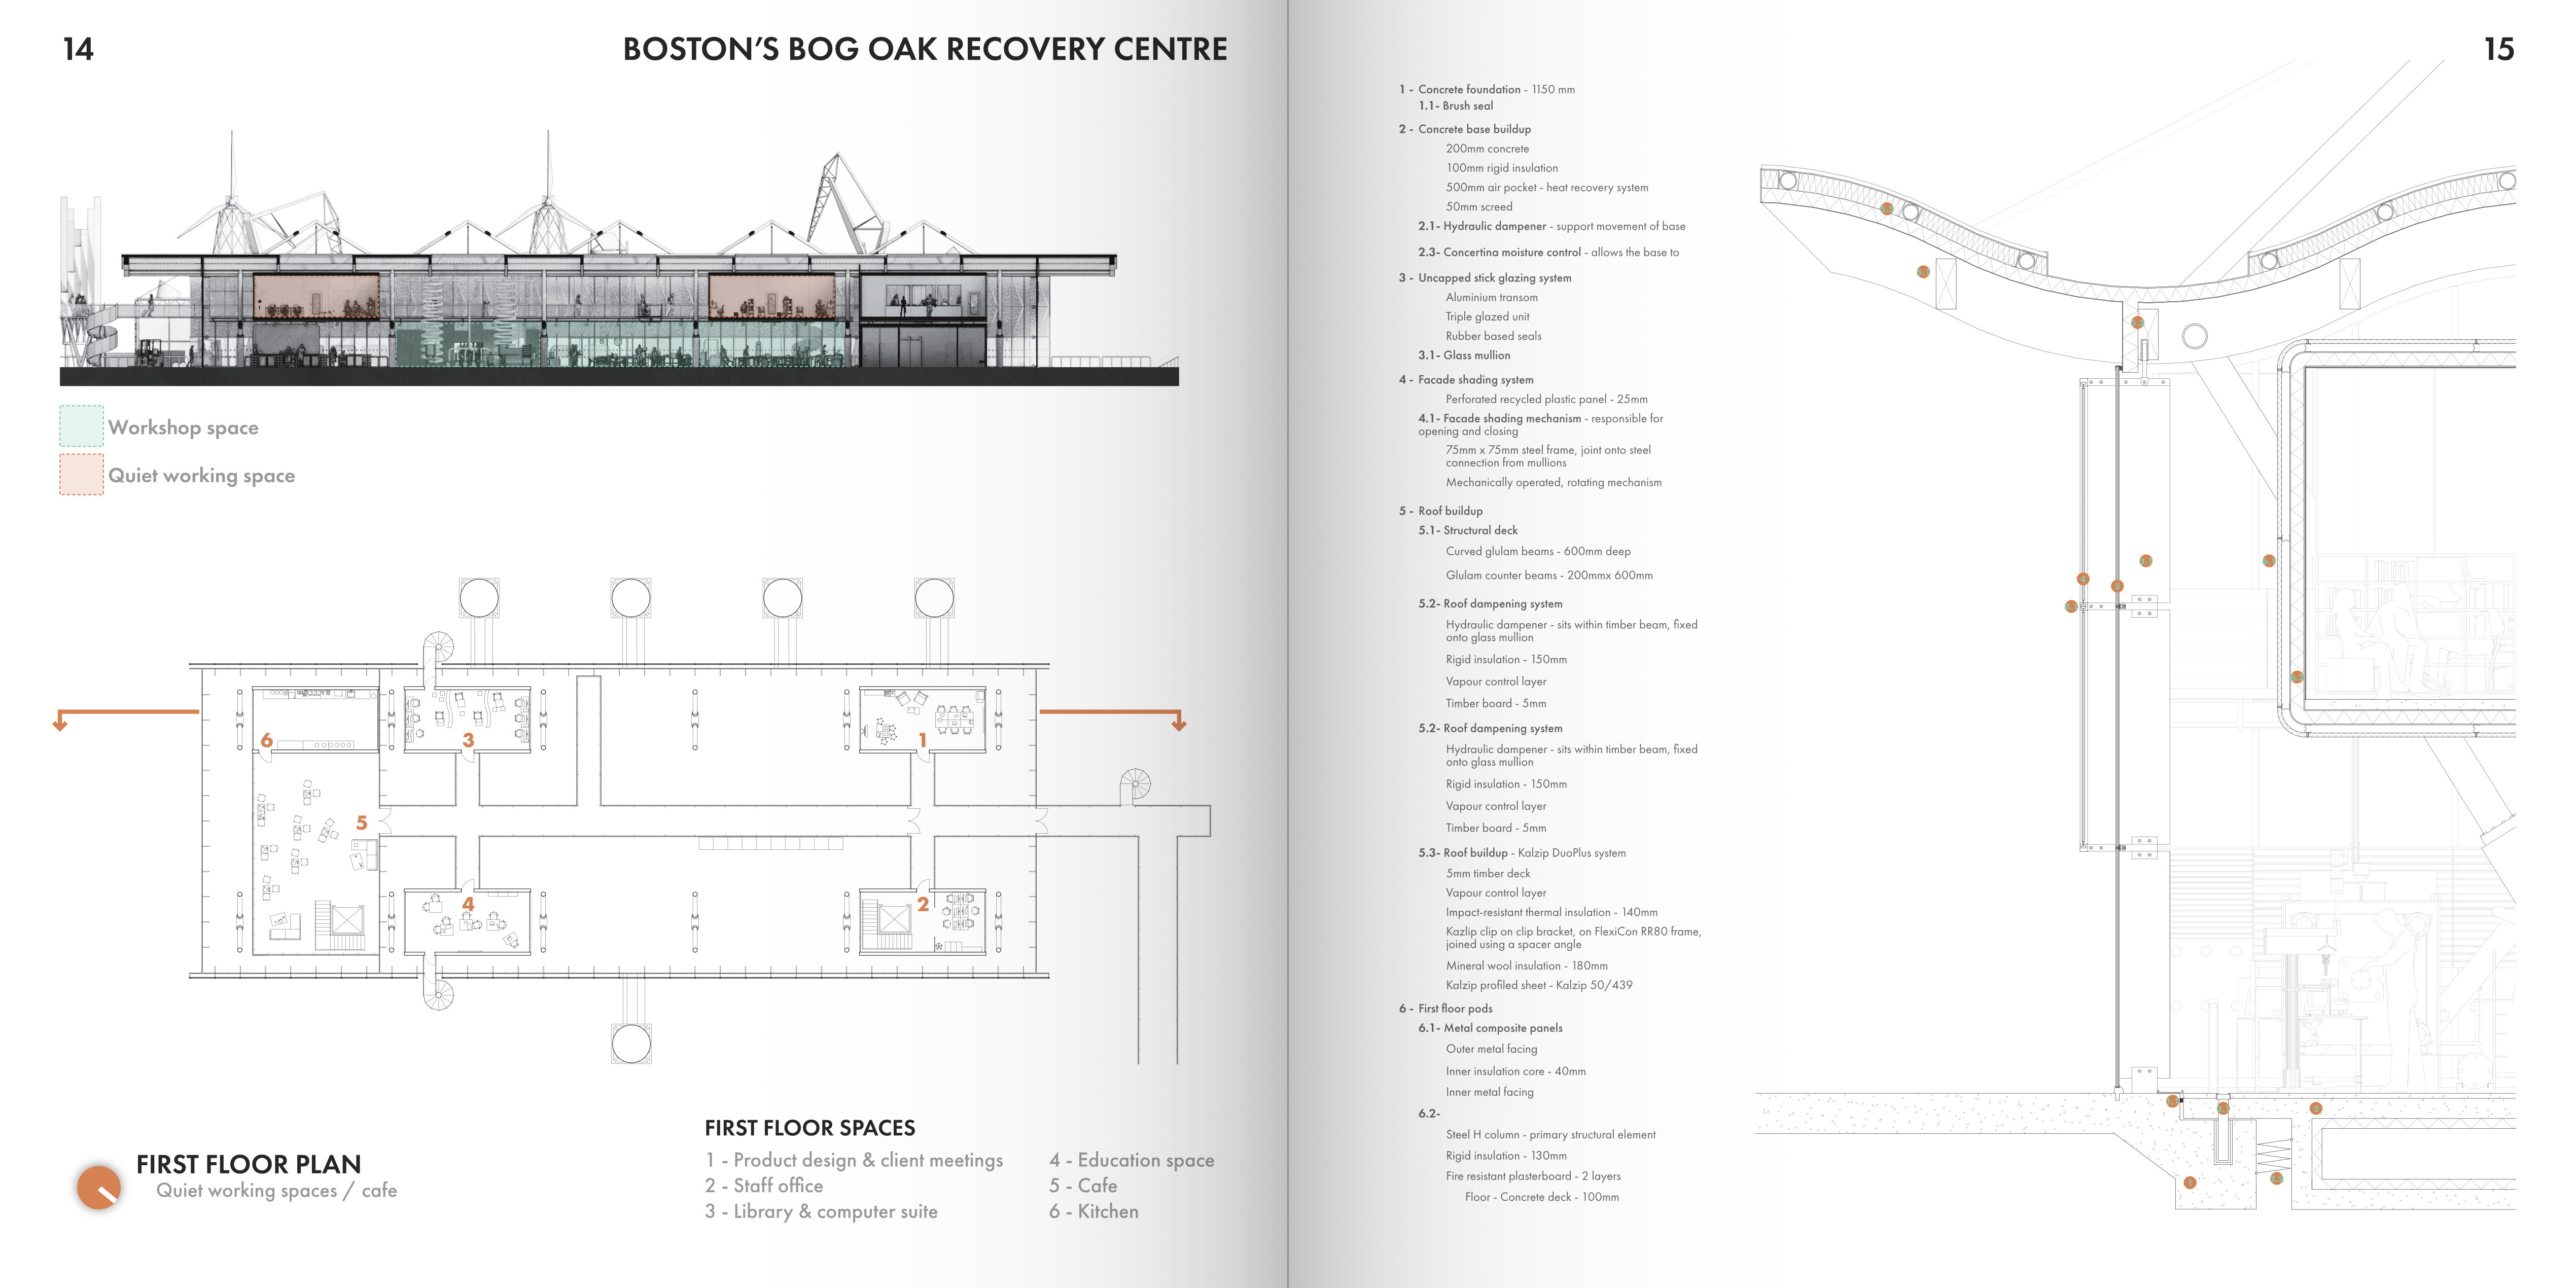 14
BOSTON'S BOG OAK RECOVERY CENTRE
Workshop space
Quiet working space
6
3
1
5
4
2
FIRST FLOOR PLAN
Quiet working spaces / cafe
FIRST FLOOR SPACES
1 - Product design & client meetings
2 - Staff office
3 - Library & computer suite
4 - Education space
5 - Cafe
6 - Kitchen
15
1 - Concrete foundation - 1150 mm
1.1- Brush seal
2 - Concrete base buildup
200mm concrete
100mm rigid insulation
500mm air pocket - heat recovery system
50mm screed
2.1- Hydraulic dampener - support movement of base
2.3- Concertina moisture control - allows the base to
3 - Uncapped stick glazing system
Aluminium transom
Triple glazed unit
Rubber based seals
3.1- Glass mullion
4 - Facade shading system
Perforated recycled plastic panel - 25mm
4.1- Facade shading mechanism - responsible for
opening and closing
75mm x 75mm steel frame, joint onto steel
connection from mullions
Mechanically operated, rotating mechanism
5 - Roof buildup
5.1- Structural deck
Curved glulam beams - 600mm deep
Glulam counter beams - 200mmx 600mm
5.2- Roof dampening system
Hydraulic dampener - sits within timber beam, fixed
onto glass mullion
Rigid insulation - 150mm
Vapour control layer
Timber board - 5mm
5.2- Roof dampening system
Hydraulic dampener - sits within timber beam, fixed
onto glass mullion
Rigid insulation - 150mm
Vapour control layer
Timber board - 5mm
5.3- Roof buildup - Kalzip DuoPlus system
5mm timber deck
Vapour control layer
Impact-resistant thermal insulation - 140mm
Kazlip clip on clip bracket, on FlexiCon RR80 frame,
joined using a spacer angle
Mineral wool insulation - 180mm
Kalzip profiled sheet - Kalzip 50/439
6 - First floor pods
6.1- Metal composite panels
Outer metal facing
Inner insulation core - 40mm
Inner metal facing
6.2-
Steel H column - primary structural element
Rigid insulation - 130mm
Fire resistant plasterboard - 2 layers
Floor - Concrete deck - 100mm